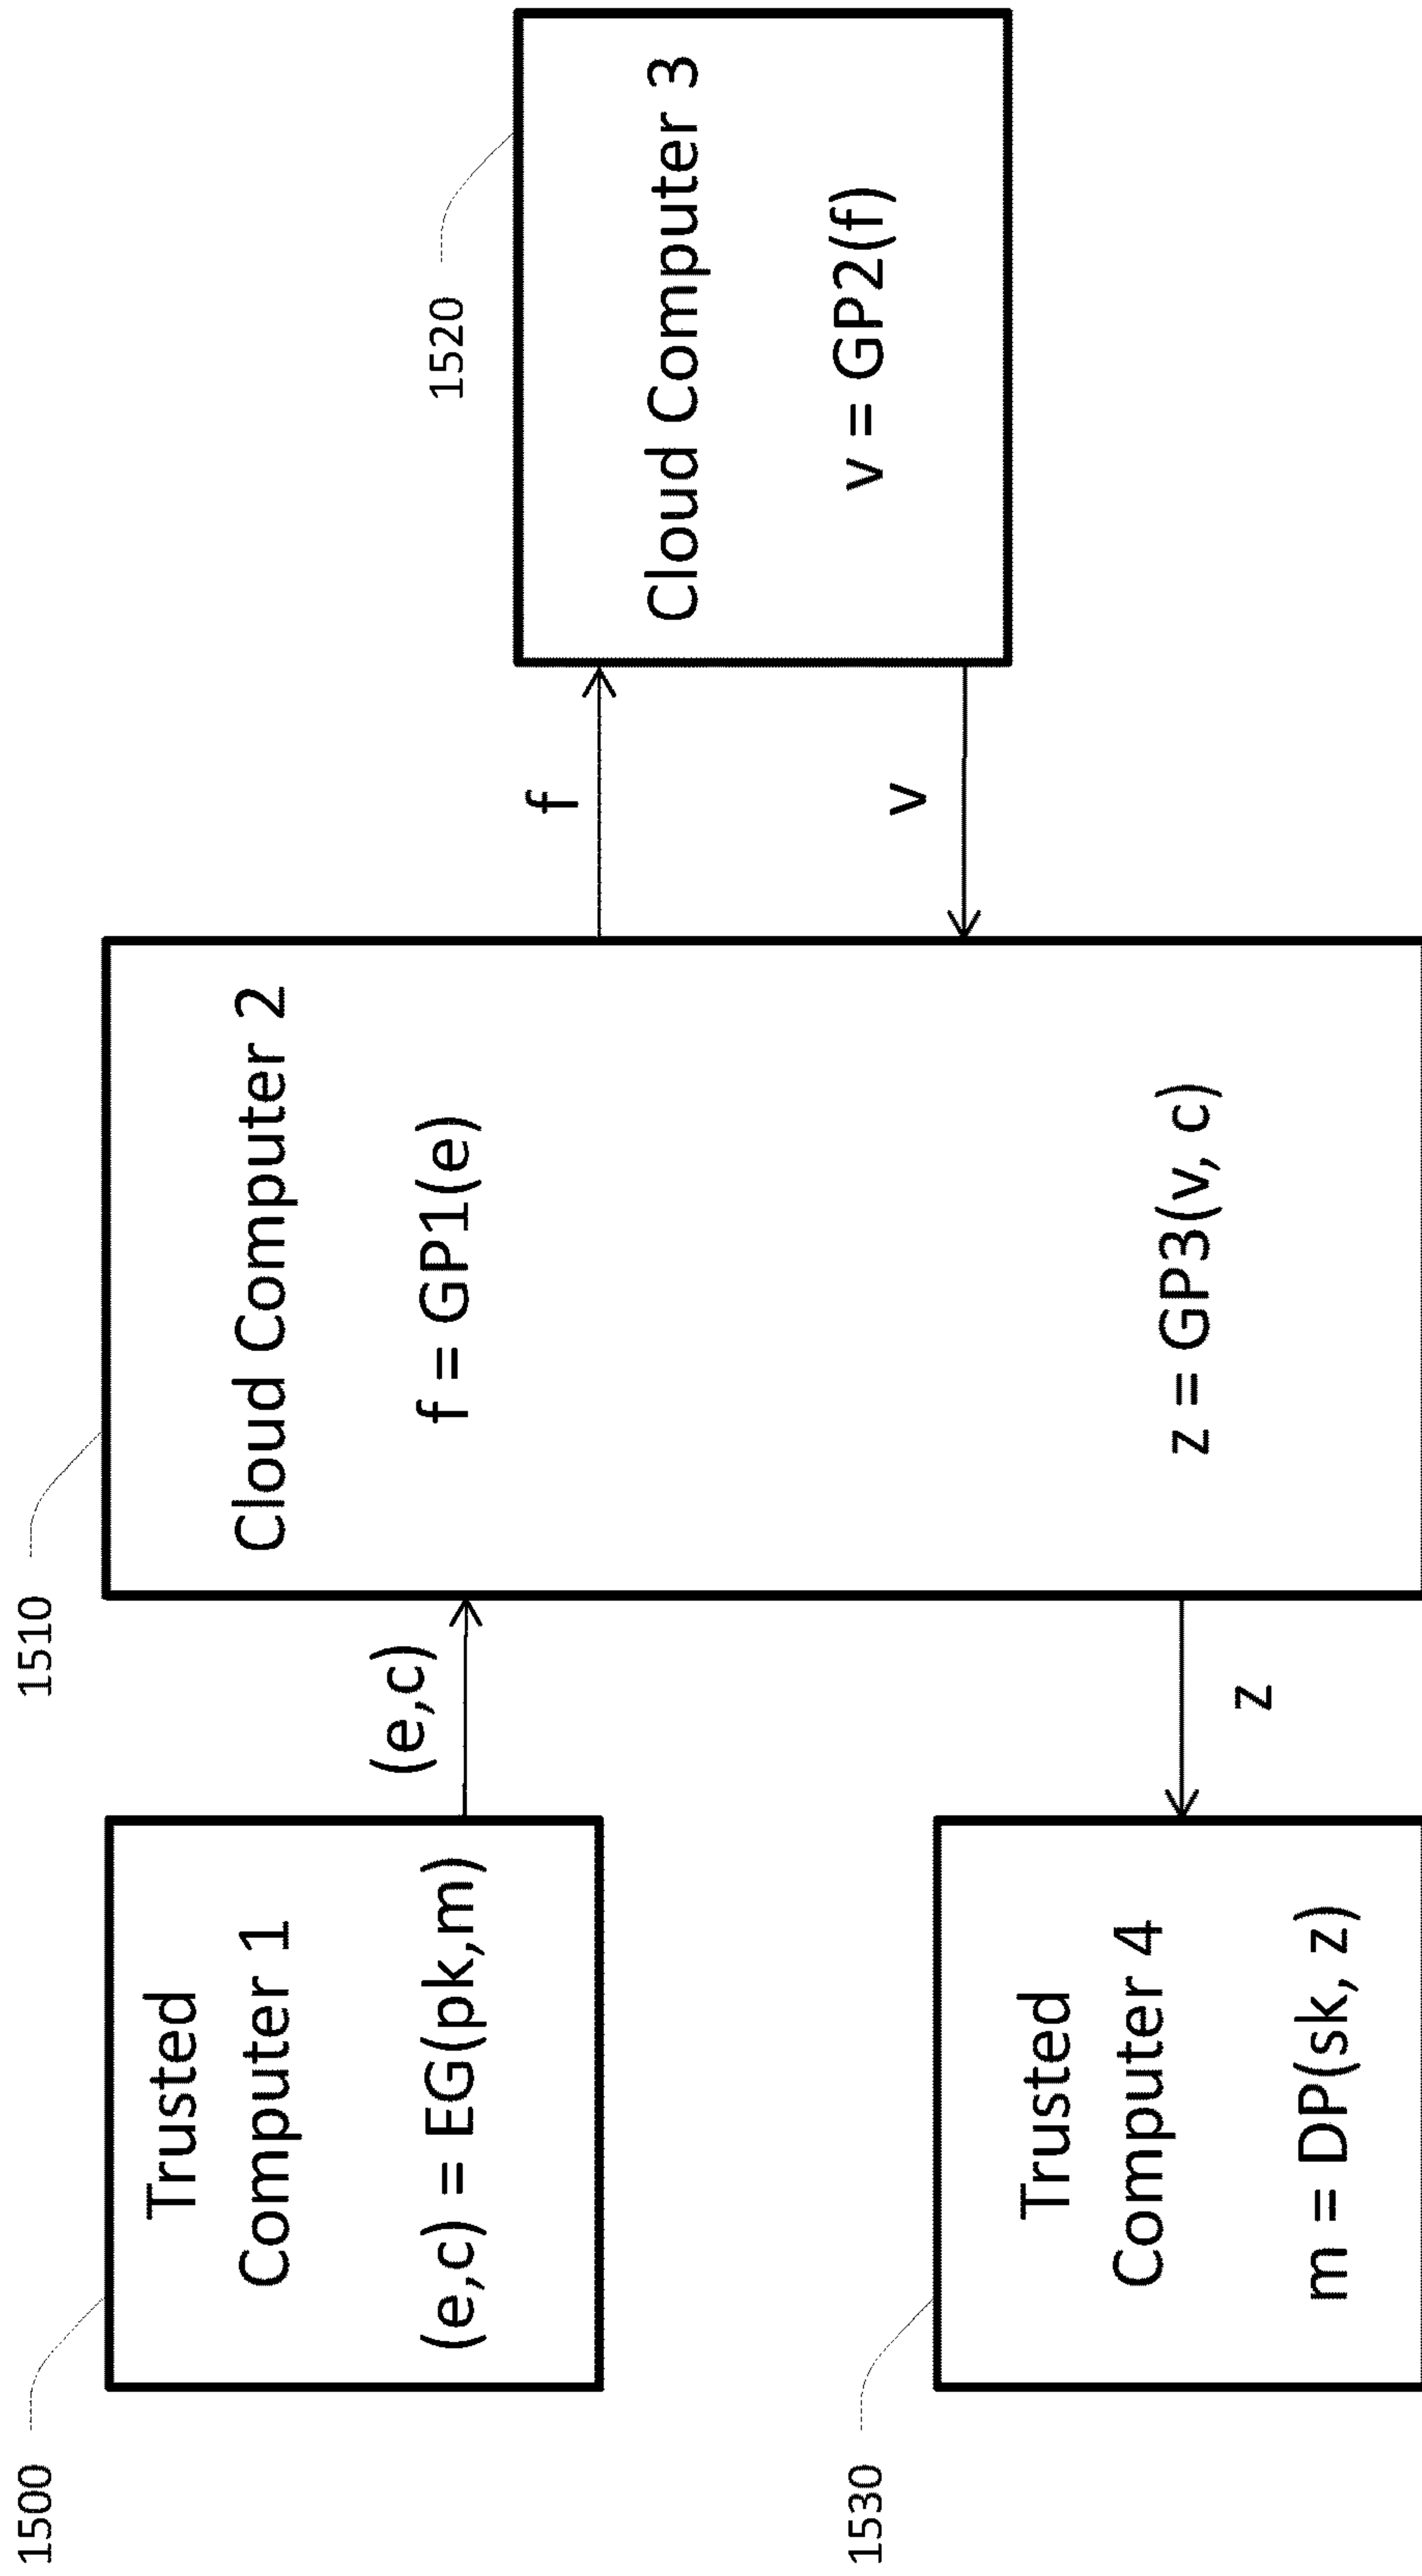 1500
Trusted
Computer 1
(e,c) = EG(pk,m)
(e,c)
1510
Cloud Computer 2
f = GP1(e)
f
1520
Cloud Computer 3
v = GP2(f)
v
z = GP3(v, c)
z
1530
Trusted
Computer 4
m = DP(sk, z)